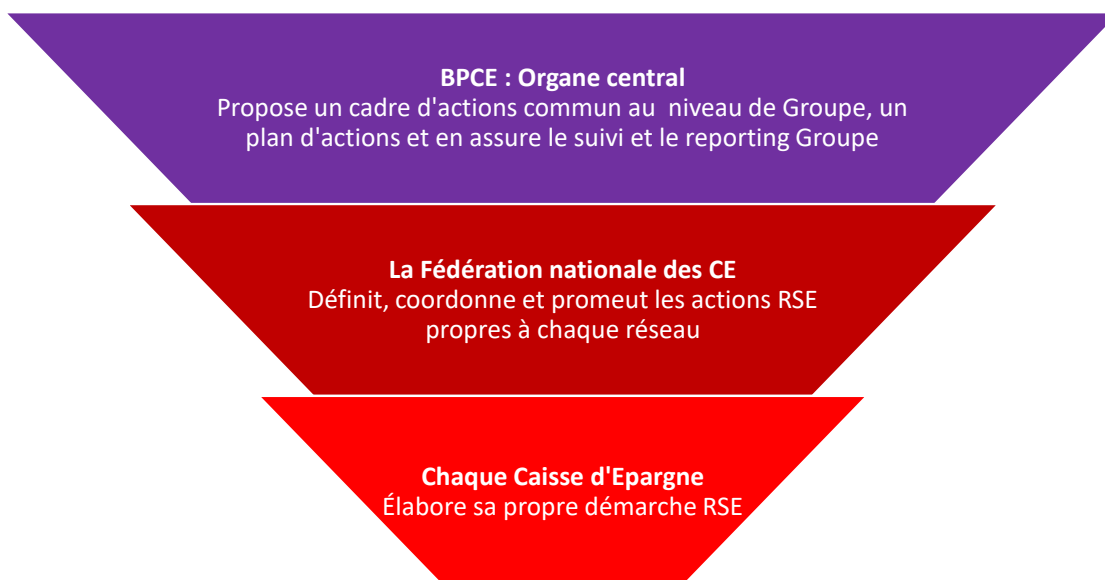 BPCE : Organe central
Propose un cadre d'actions commun au niveau de Groupe, un
plan d'actions et en assure le suivi et le reporting Groupe
La Fédération nationale des CE
Définit, coordonne et promeut les actions RSE
propres à chaque réseau
Chaque Caisse d'Epargne
Élabore sa propre démarche RSE